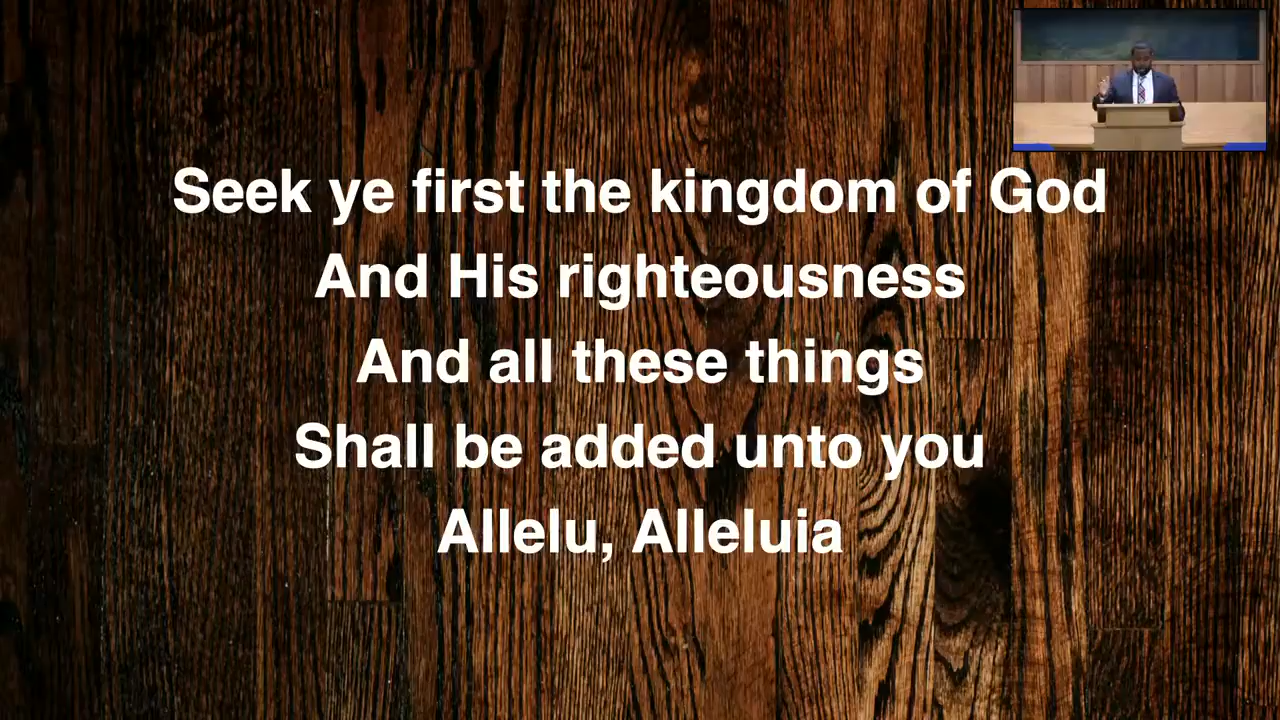 Seek ye first the kingdom of God
And His righteousness
And all these things
Shall be added unto you
Allelu, Alleluia